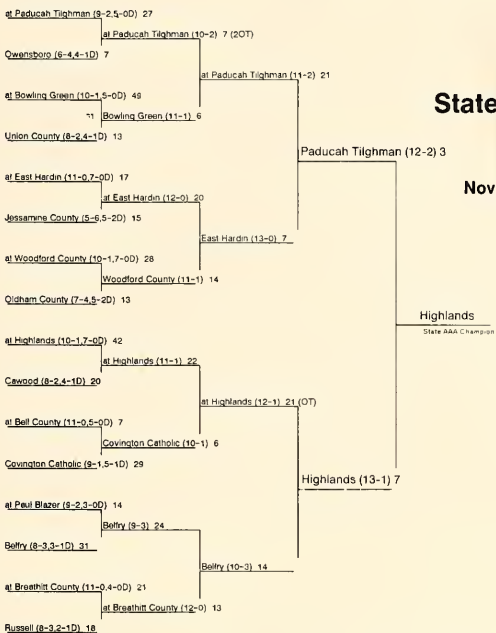 at Paducah Tilghman (9-2,5-0D) 27
at Paducah Tilghman (10-2) 7 (2OT)
Owensboro (6-4,4-1D) 7
at Paducah Tilghman (11-2) 21
at Bowling Green (10-1,5-0D) 49
Bowling Green (11-1) 6
Union County (8-2,4-1D) 13
State
Paducah Tilghman (12-2) 3
Nov
at East Hardin (11-0,7-0D) 17
at East Hardin (12-0) 20
Jessamine County (5-6,5-2D) 15
East Hardin (13-0) 7
at Woodford County (10-1,7-0D) 28
Woodford County (11-1) 14
Oldham County (7-4,5-2D) 13
Highlands
State AAA Champion
at Highlands (10-1,7-0D) 42
at Highlands (11-1) 22
Cawood (8-2,4-1D) 20
at Highlands (12-1) 21 (OT)
at Bell County (11-0,5-0D) 7
Covington Catholic (10-1) 6
Covington Catholic (9-1,5-1D) 29
Highlands (13-1) 7
at Paul Blazer (9-2,3-0D) 14
Belfry (9-3) 24
Belfry (8-3,3-1D) 31
Belfry (10-3) 14
at Breathitt County (11-0,4-0D) 21
at Breathitt County (12-0) 13
Russell (8-3,2-1D) 18